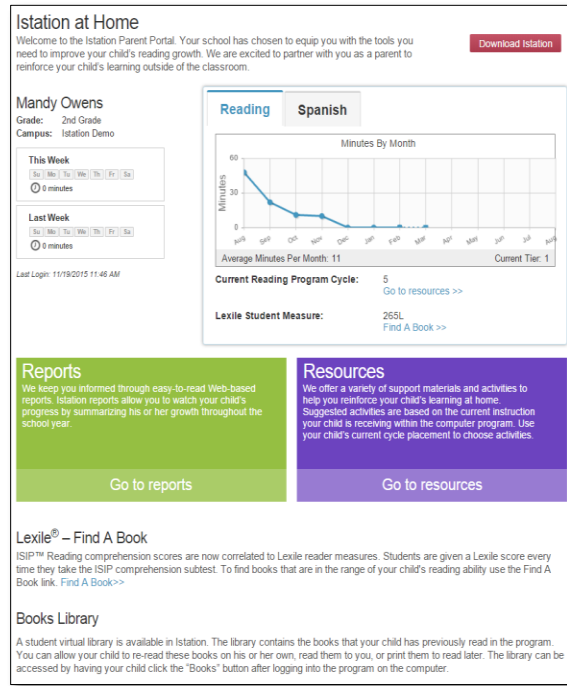 Istation at Home
Welcome to the Istation Parent Portal. Your school has chosen to equip you with the tools you
need to improve your child's reading growth. We are excited to partner with you as a parent to
reinforce your child's learning outside of the classroom.
Download Istation
Mandy Owens
Grade: 2nd Grade
Campus: Istation Demo
This Week
Su Mo Tu We Th Fr Sa
0 minutes
Last Week
Su Mo Tu We Th Fr Sa
0 minutes
Last Login: 11/19/2015 11:46 AM
Reading Spanish
Minutes By Month
Minutes
60
30
0
Aug Sep Oct Nov Dec Jan Feb Mar Apr May Jun Jul Aug
Average Minutes Per Month: 11 Current Tier: 1
Current Reading Program Cycle: 5
Go to resources >>
Lexile Student Measure: 265L
Find A Book >>
Reports
We keep you informed through easy-to-read Web-based
reports. Istation reports allow you to watch your child's
progress by summarizing his or her growth throughout the
school year.
Go to reports
Resources
We offer a variety of support materials and activities to
help you reinforce your child's learning at home.
Suggested activities are based on the current instruction
your child is receiving within the computer program. Use
your child's current cycle placement to choose activities.
Go to resources
Lexile® – Find A Book
ISIP™ Reading comprehension scores are now correlated to Lexile reader measures. Students are given a Lexile score every
time they take the ISIP comprehension subtest. To find books that are in the range of your child's reading ability use the Find A
Book link. Find A Book>>
Books Library
A student virtual library is available in Istation. The library contains the books that your child has previously read in the program.
You can allow your child to re-read these books on his or her own, read them to you, or print them to read later. The library can be
accessed by having your child click the "Books" button after logging into the program on the computer.